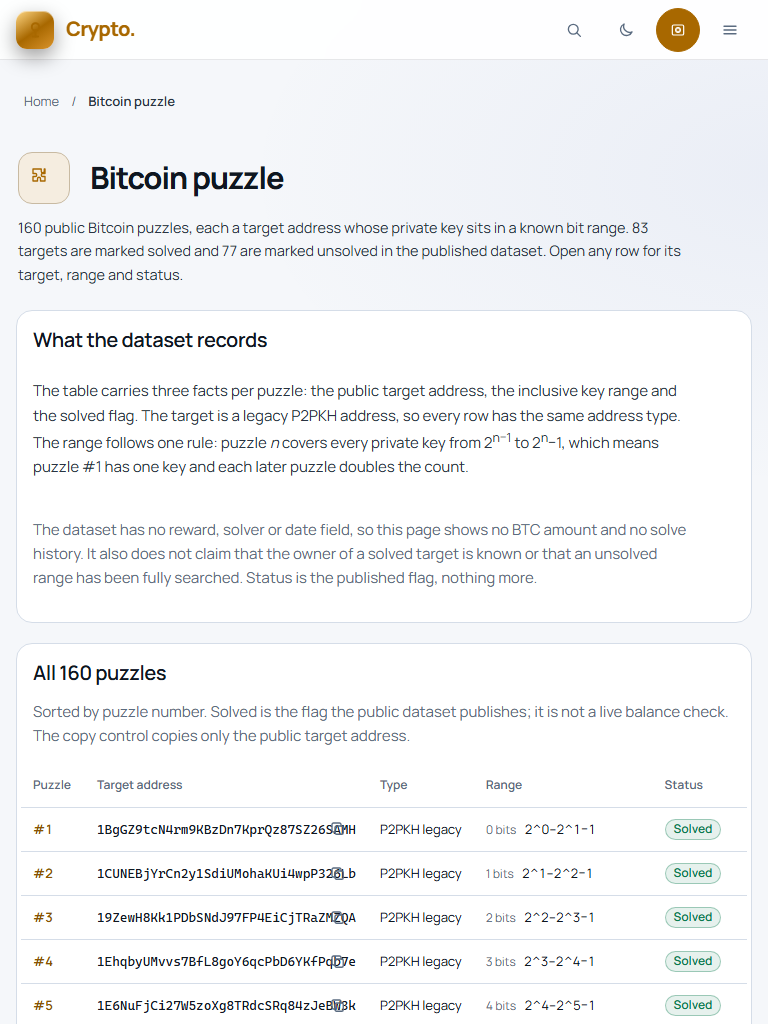 Crypto.
Home / Bitcoin puzzle
Bitcoin puzzle
160 public Bitcoin puzzles, each a target address whose private key sits in a known bit range. 83
targets are marked solved and 77 are marked unsolved in the published dataset. Open any row for its
target, range and status.
What the dataset records
The table carries three facts per puzzle: the public target address, the inclusive key range and
the solved flag. The target is a legacy P2PKH address, so every row has the same address type.
The range follows one rule: puzzle n covers every private key from 2^n−1 to 2^n−1, which means
puzzle #1 has one key and each later puzzle doubles the count.
The dataset has no reward, solver or date field, so this page shows no BTC amount and no solve
history. It also does not claim that the owner of a solved target is known or that an unsolved
range has been fully searched. Status is the published flag, nothing more.
All 160 puzzles
Sorted by puzzle number. Solved is the flag the public dataset publishes; it is not a live balance check.
The copy control copies only the public target address.
Puzzle Target address Type Range Status
#1 P2PKH legacy 0 bits 2^0–2^1−1 Solved
#2 P2PKH legacy 1 bits 2^1–2^2−1 Solved
#3 P2PKH legacy 2 bits 2^2–2^3−1 Solved
#4 P2PKH legacy 3 bits 2^3–2^4−1 Solved
#5 P2PKH legacy 4 bits 2^4–2^5−1 Solved